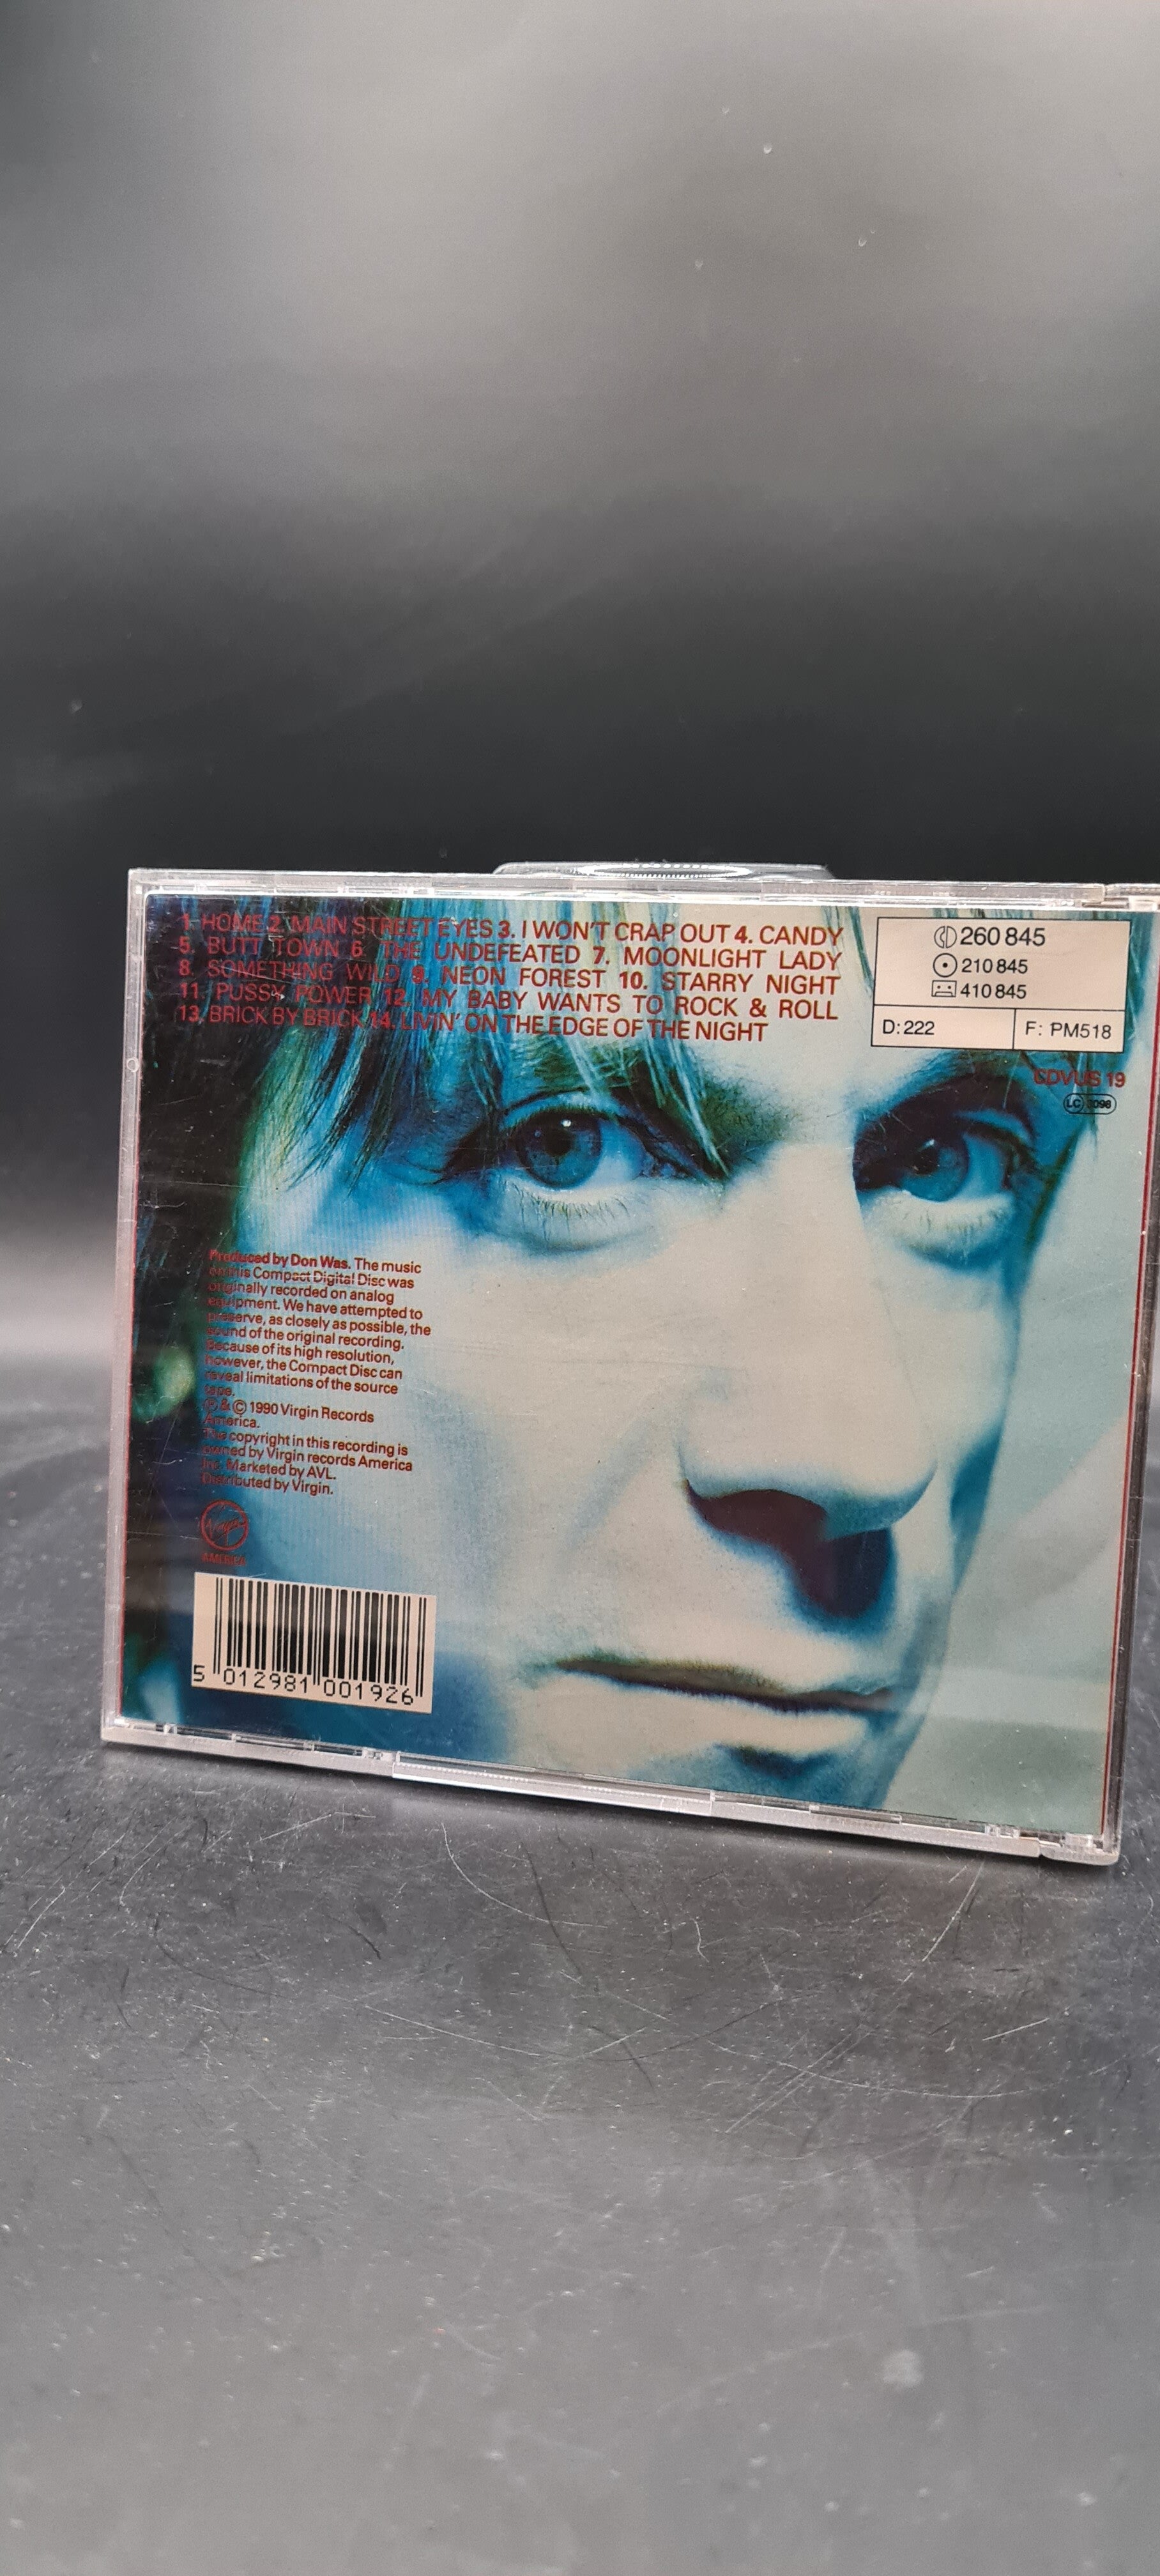 1. HOME 2. MAIN STREET EYES 3. I WON'T CRAP OUT 4. CANDY
5. BUTT TOWN 6. THE UNDEFEATED 7. MOONLIGHT LADY
8. SOMETHING WILD 9. NEON FOREST 10. STARRY NIGHT
11. PUSSY POWER 12. MY BABY WANTS TO ROCK & ROLL
13. BRICK BY BRICK 14. LIVIN' ON THE EDGE OF THE NIGHT
CD 260 845
210 845
410 845
D: 222
F: PM518
CDVUS 19
LC 3098
Produced by Don Was. The music
on this Compact Digital Disc was
originally recorded on analog
equipment. We have attempted to
preserve, as closely as possible, the
sound of the original recording.
Because of its high resolution,
however, the Compact Disc can
reveal limitations of the source
tape.
℗ & © 1990 Virgin Records
America.
The copyright in this recording is
owned by Virgin records America
Inc. Marketed by AVL.
Distributed by Virgin.
Virgin
AMERICA
5 012981 001926